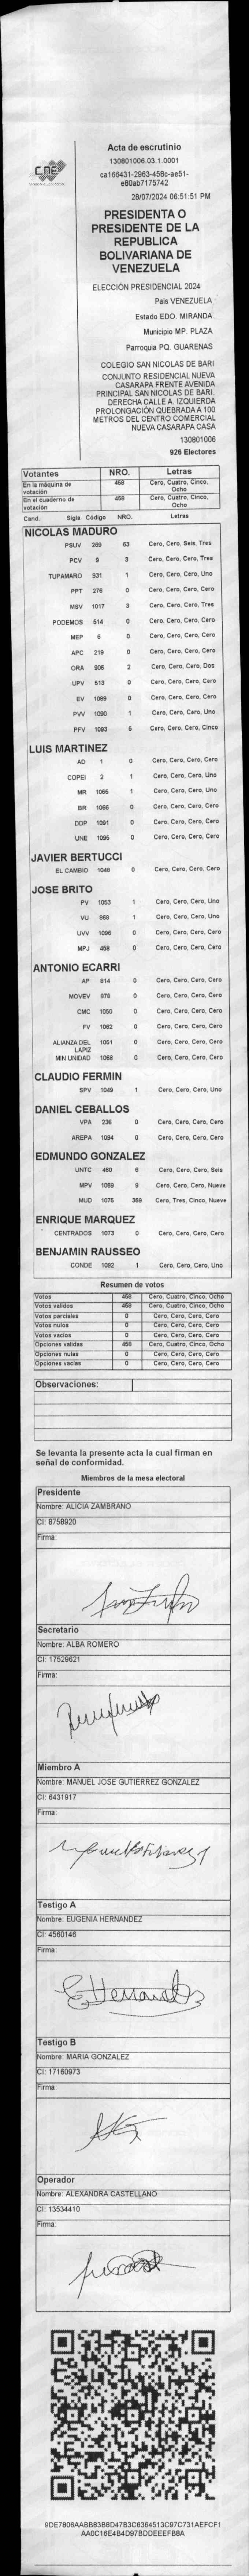 CNE
Acta de escrutinio
130801006.03.1.0001
ca166431-2963-458c-ae51-
e80ab7175742
28/07/2024 06:51:51 PM
PRESIDENTA O
PRESIDENTE DE LA
REPUBLICA
BOLIVARIANA DE
VENEZUELA
ELECCIÓN PRESIDENCIAL 2024
País VENEZUELA
Estado EDO. MIRANDA
Municipio MP. PLAZA
Parroquia PQ. GUARENAS
COLEGIO SAN NICOLAS DE BARI
CONJUNTO RESIDENCIAL NUEVA
CASARAPA FRENTE AVENIDA
PRINCIPAL SAN NICOLAS DE BARI.
DERECHA CALLE A. IZQUIERDA
PROLONGACIÓN QUEBRADA A 100
METROS DEL CENTRO COMERCIAL
NUEVA CASARAPA CASA
130801006
926 Electores
Votantes NRO. Letras
En la máquina de votación 458 Cero, Cuatro, Cinco, Ocho
En el cuaderno de votación 458 Cero, Cuatro, Cinco, Ocho
Cand. Sigla Código NRO. Letras
NICOLAS MADURO
PSUV 269 63 Cero, Cero, Seis, Tres
PCV 9 3 Cero, Cero, Cero, Tres
TUPAMARO 931 1 Cero, Cero, Cero, Uno
PPT 276 0 Cero, Cero, Cero, Cero
MSV 1017 3 Cero, Cero, Cero, Tres
PODEMOS 514 0 Cero, Cero, Cero, Cero
MEP 6 0 Cero, Cero, Cero, Cero
APC 219 0 Cero, Cero, Cero, Cero
ORA 906 2 Cero, Cero, Cero, Dos
UPV 613 0 Cero, Cero, Cero, Cero
EV 1089 0 Cero, Cero, Cero, Cero
PVV 1090 1 Cero, Cero, Cero, Uno
PFV 1093 5 Cero, Cero, Cero, Cinco
LUIS MARTINEZ
AD 1 0 Cero, Cero, Cero, Cero
COPEI 2 1 Cero, Cero, Cero, Uno
MR 1065 1 Cero, Cero, Cero, Uno
BR 1066 0 Cero, Cero, Cero, Cero
DDP 1091 0 Cero, Cero, Cero, Cero
UNE 1095 0 Cero, Cero, Cero, Cero
JAVIER BERTUCCI
EL CAMBIO 1048 0 Cero, Cero, Cero, Cero
JOSE BRITO
PV 1053 1 Cero, Cero, Cero, Uno
VU 969 1 Cero, Cero, Cero, Uno
UVV 1096 0 Cero, Cero, Cero, Cero
MPJ 458 0 Cero, Cero, Cero, Cero
ANTONIO ECARRI
AP 814 0 Cero, Cero, Cero, Cero
MOVEV 979 0 Cero, Cero, Cero, Cero
CMC 1050 0 Cero, Cero, Cero, Cero
FV 1062 0 Cero, Cero, Cero, Cero
ALIANZA DEL LAPIZ 1051 0 Cero, Cero, Cero, Cero
MIN UNIDAD 1068 0 Cero, Cero, Cero, Cero
CLAUDIO FERMIN
SPV 1049 1 Cero, Cero, Cero, Uno
DANIEL CEBALLOS
VPA 236 0 Cero, Cero, Cero, Cero
AREPA 1094 0 Cero, Cero, Cero, Cero
EDMUNDO GONZALEZ
UNTC 460 6 Cero, Cero, Cero, Seis
MPV 1069 9 Cero, Cero, Cero, Nueve
MUD 1075 359 Cero, Tres, Cinco, Nueve
ENRIQUE MARQUEZ
CENTRADOS 1073 0 Cero, Cero, Cero, Cero
BENJAMIN RAUSSEO
CONDE 1092 1 Cero, Cero, Cero, Uno
Resumen de votos
Votos 458 Cero, Cuatro, Cinco, Ocho
Votos validos 458 Cero, Cuatro, Cinco, Ocho
Votos parciales 0 Cero, Cero, Cero, Cero
Votos nulos 0 Cero, Cero, Cero, Cero
Votos vacios 0 Cero, Cero, Cero, Cero
Opciones validas 458 Cero, Cuatro, Cinco, Ocho
Opciones nulas 0 Cero, Cero, Cero, Cero
Opciones vacias 0 Cero, Cero, Cero, Cero
Observaciones:
Se levanta la presente acta la cual firman en
señal de conformidad.
Miembros de la mesa electoral
Presidente
Nombre: ALICIA ZAMBRANO
CI: 8758920
Firma:
Secretario
Nombre: ALBA ROMERO
CI: 17529621
Firma:
Miembro A
Nombre: MANUEL JOSE GUTIERREZ GONZALEZ
CI: 6431917
Firma:
Testigo A
Nombre: EUGENIA HERNANDEZ
CI: 4560146
Firma:
Testigo B
Nombre: MARIA GONZALEZ
CI: 17160973
Firma:
Operador
Nombre: ALEXANDRA CASTELLANO
CI: 13534410
Firma:
9DE7806AABB83B8D47B3C6364513C97C731AEFCF1
AA0C16E4B4D97BDDEEEFB8A